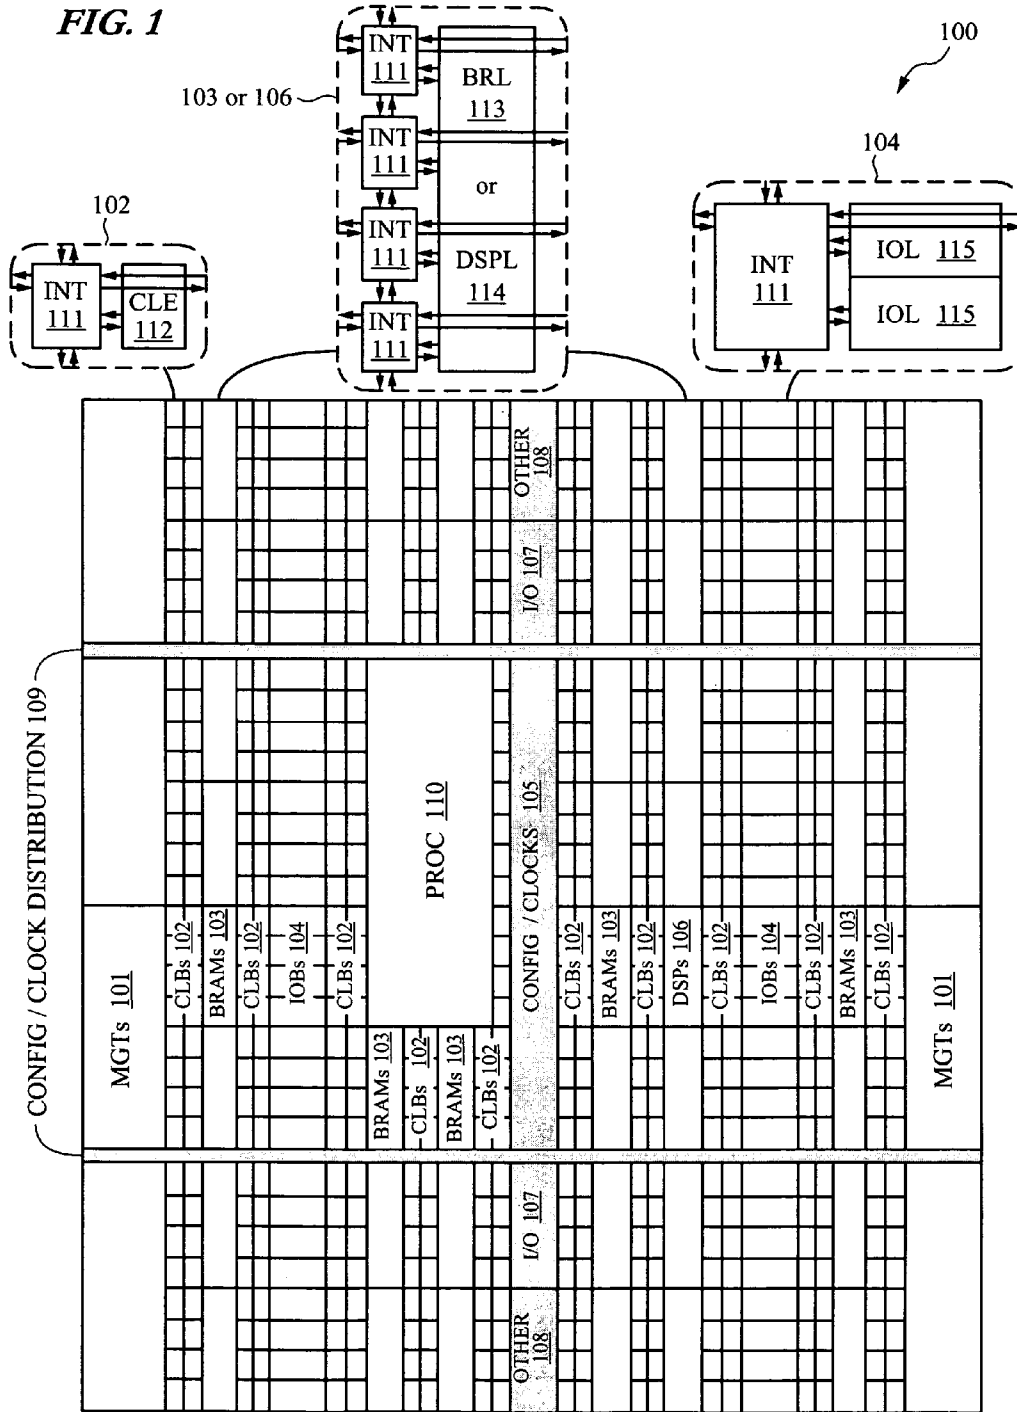 FIG. 1
100
103 or 106
INT
111
INT
111
INT
111
INT
111
BRL
113
or
DSPL
114
102
INT
111
CLE
112
104
INT
111
IOL 115
IOL 115
OTHER
108
I/O 107
CONFIG / CLOCK DISTRIBUTION 109
PROC 110
CONFIG / CLOCKS 105
MGTs 101
CLBs 102
BRAMs 103
CLBs 102
IOBs 104
CLBs 102
BRAMs 103
CLBs 102
BRAMs 103
CLBs 102
CLBs 102
BRAMs 103
CLBs 102
DSPs 106
CLBs 102
IOBs 104
CLBs 102
BRAMs 103
CLBs 102
MGTs 101
I/O 107
OTHER
108